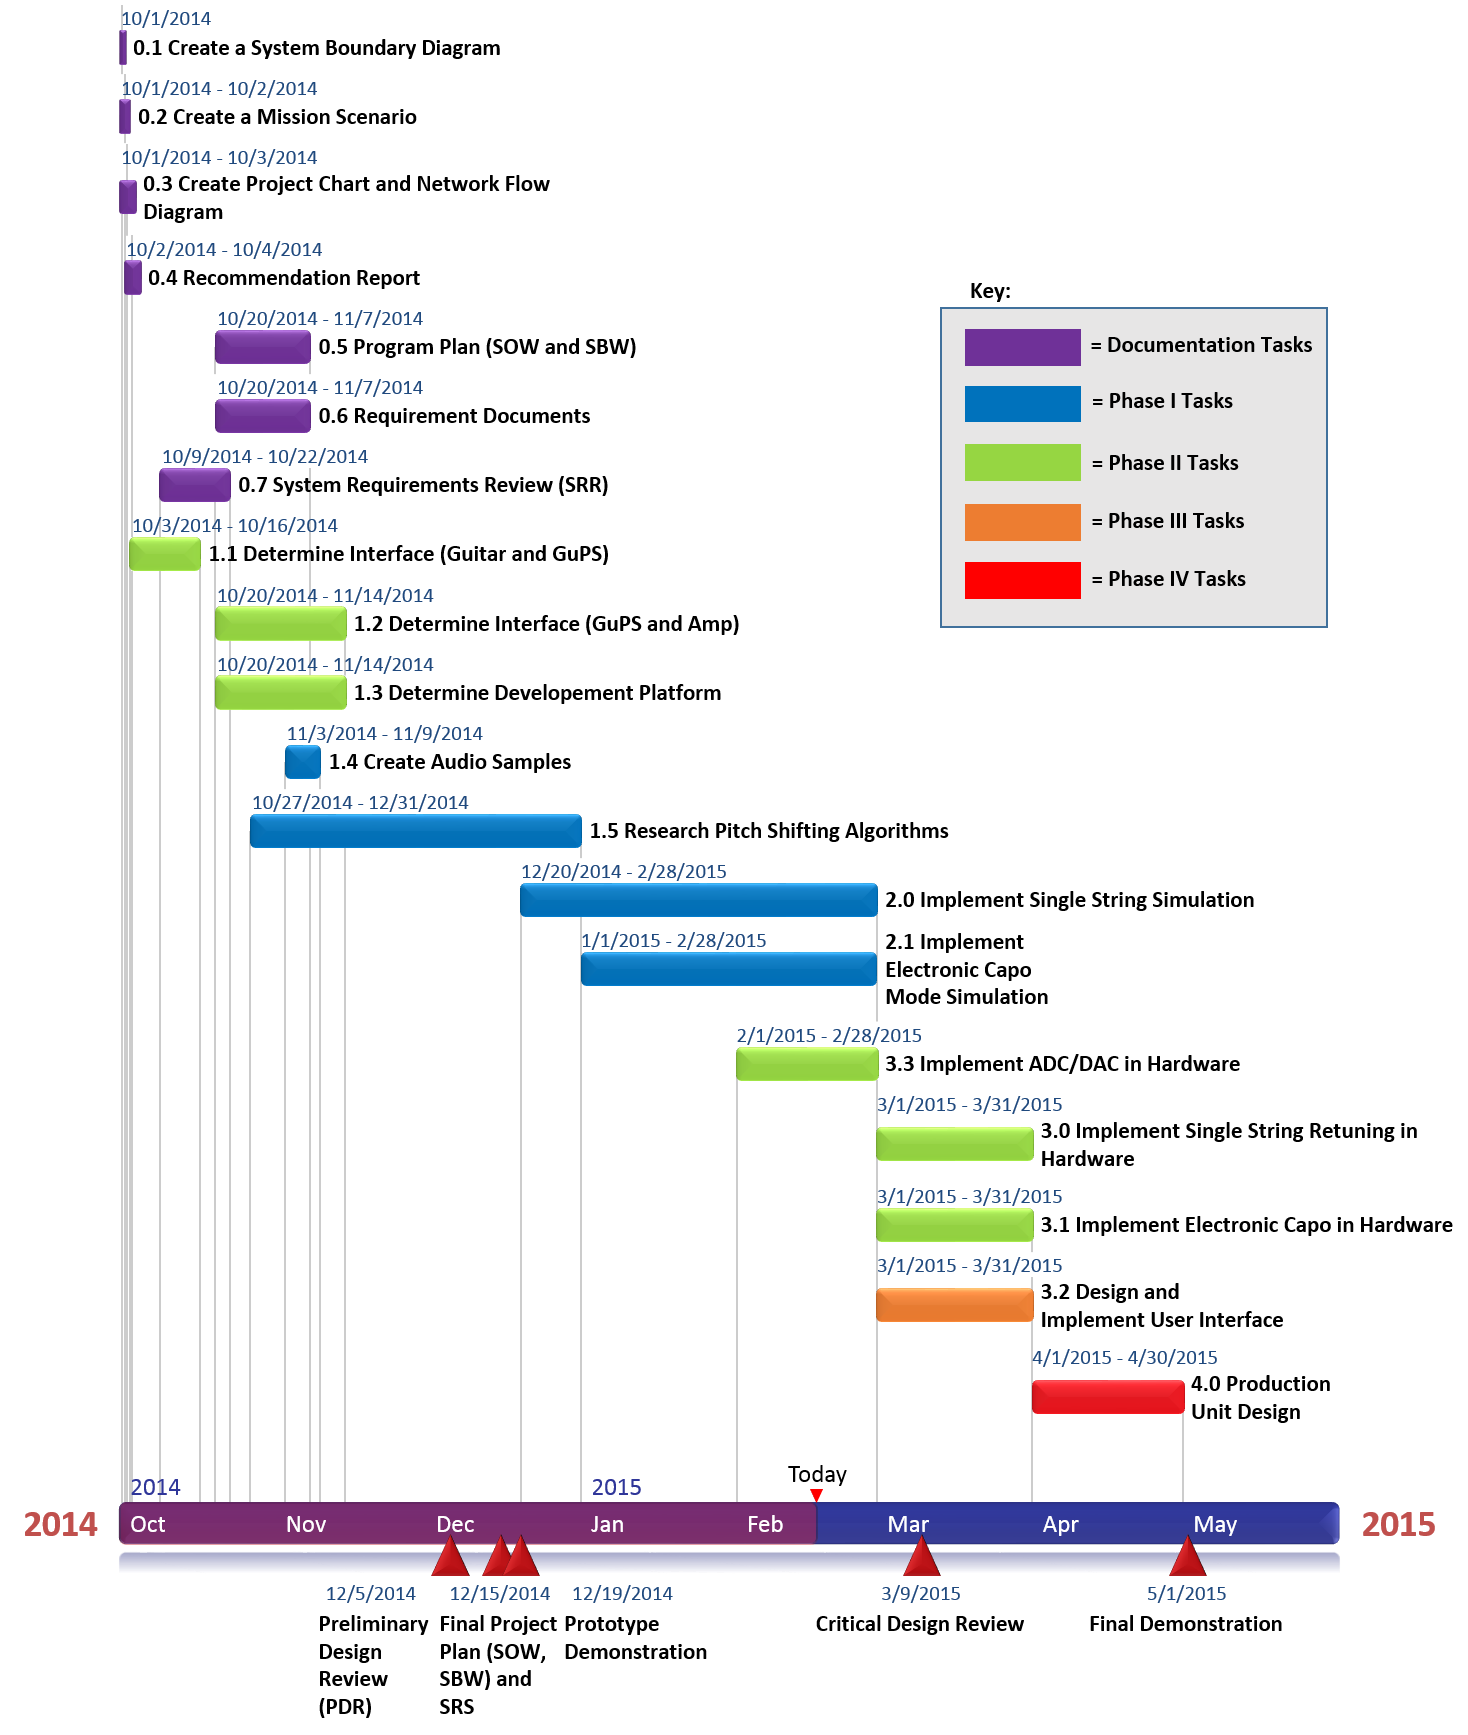 10/1/2014
0.1 Create a System Boundary Diagram
10/1/2014 - 10/2/2014
0.2 Create a Mission Scenario
10/1/2014 - 10/3/2014
0.3 Create Project Chart and Network Flow
Diagram
10/2/2014 - 10/4/2014
0.4 Recommendation Report
10/20/2014 - 11/7/2014
0.5 Program Plan (SOW and SBW)
10/20/2014 - 11/7/2014
0.6 Requirement Documents
10/9/2014 - 10/22/2014
0.7 System Requirements Review (SRR)
10/3/2014 - 10/16/2014
1.1 Determine Interface (Guitar and GuPS)
10/20/2014 - 11/14/2014
1.2 Determine Interface (GuPS and Amp)
10/20/2014 - 11/14/2014
1.3 Determine Developement Platform
11/3/2014 - 11/9/2014
1.4 Create Audio Samples
10/27/2014 - 12/31/2014
1.5 Research Pitch Shifting Algorithms
12/20/2014 - 2/28/2015
2.0 Implement Single String Simulation
1/1/2015 - 2/28/2015
2.1 Implement
Electronic Capo
Mode Simulation
2/1/2015 - 2/28/2015
3.3 Implement ADC/DAC in Hardware
3/1/2015 - 3/31/2015
3.0 Implement Single String Retuning in
Hardware
3/1/2015 - 3/31/2015
3.1 Implement Electronic Capo in Hardware
3/1/2015 - 3/31/2015
3.2 Design and
Implement User Interface
4/1/2015 - 4/30/2015
4.0 Production
Unit Design
Key:
= Documentation Tasks
= Phase I Tasks
= Phase II Tasks
= Phase III Tasks
= Phase IV Tasks
Today
2014 2015
2014 Oct Nov Dec Jan Feb Mar Apr May 2015
12/5/2014
Preliminary
Design
Review
(PDR)
12/15/2014
Final Project
Plan (SOW,
SBW) and
SRS
12/19/2014
Prototype
Demonstration
3/9/2015
Critical Design Review
5/1/2015
Final Demonstration